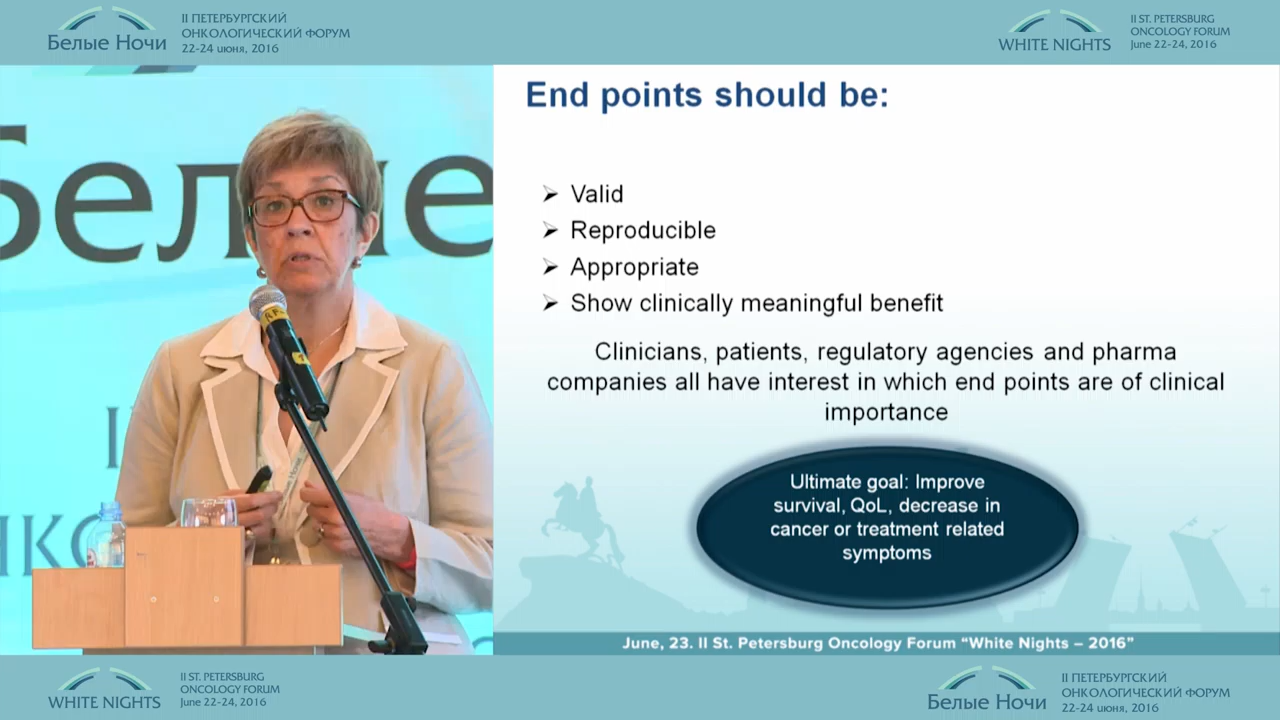 Белые Ночи
II ПЕТЕРБУРГСКИЙ
ОНКОЛОГИЧЕСКИЙ ФОРУМ
22-24 июня, 2016
WHITE NIGHTS
II ST. PETERSBURG
ONCOLOGY FORUM
June 22-24, 2016
Бел
е
End points should be:
Valid
Reproducible
Appropriate
Show clinically meaningful benefit
Clinicians, patients, regulatory agencies and pharma
companies all have interest in which end points are of clinical
importance
Ultimate goal: Improve
survival, QoL, decrease in
cancer or treatment related
symptoms
June, 23. II St. Petersburg Oncology Forum “White Nights – 2016”
WHITE NIGHTS
II ST. PETERSBURG
ONCOLOGY FORUM
June 22-24, 2016
Белые Ночи
II ПЕТЕРБУРГСКИЙ
ОНКОЛОГИЧЕСКИЙ ФОРУМ
22-24 июня, 2016